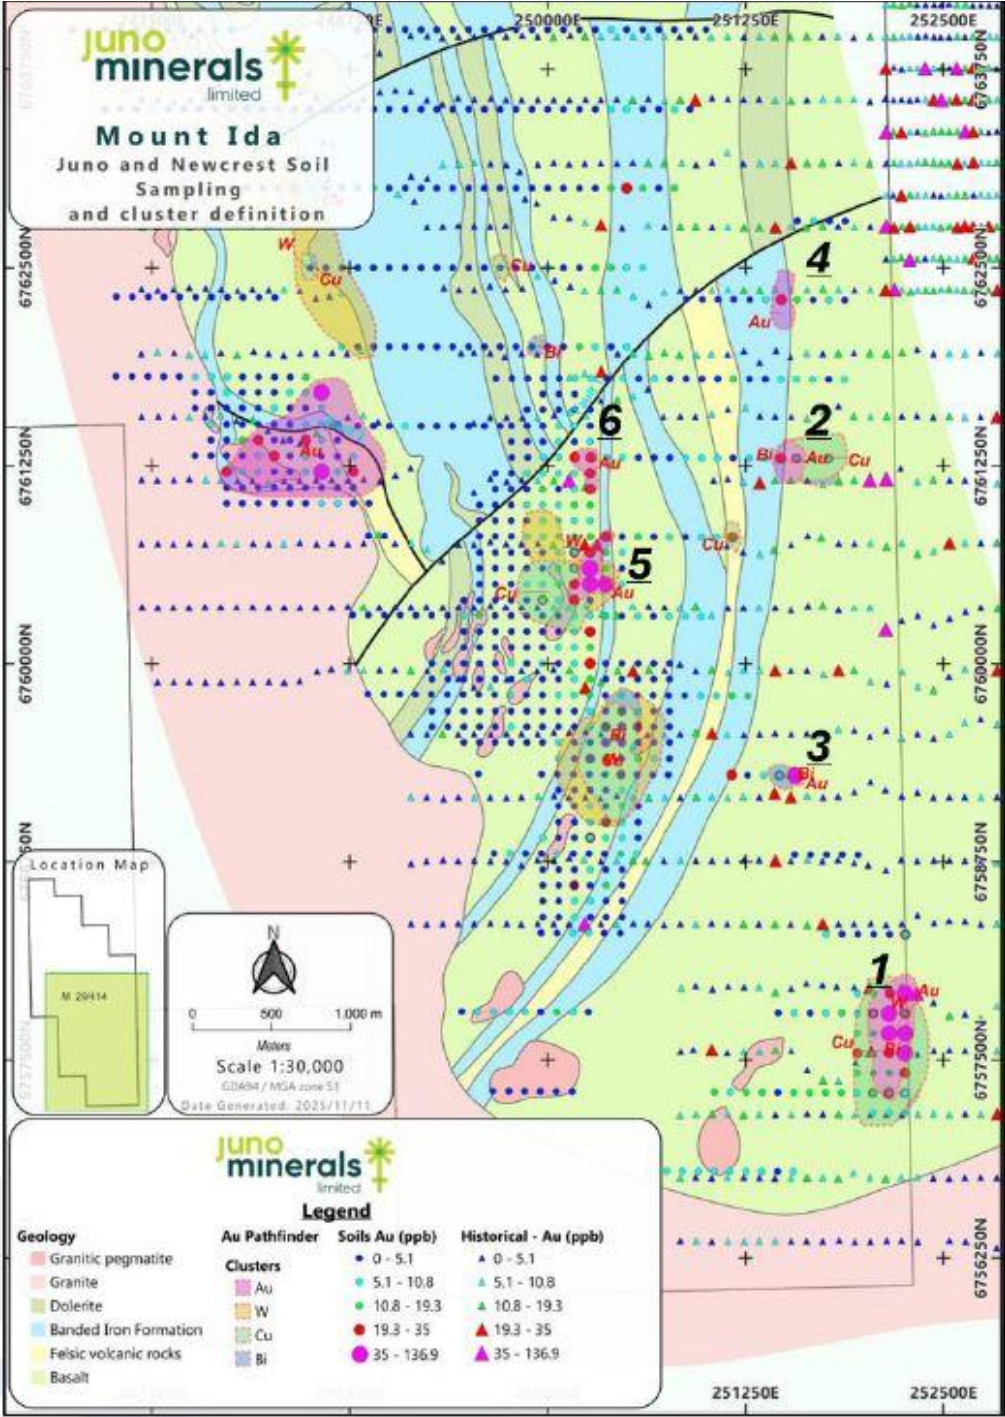 250000E
251250E
252500E
juno
minerals
limited
Mount Ida
Juno and Newcrest Soil
Sampling
and cluster definition
6763750N
W
Cu
Cu
Bi
4
Au
6762500N
6762500N
6
2
Au
Au
Bi
Au
Cu
6761250N
6761250N
W
5
Cu
Cu
Au
6760000N
6760000N
Bi
3
Bi
Au
Location Map
M 29/414
6758750N
N
0
500
1,000 m
Meters
Scale 1:30,000
GDA94 / MGA zone 51
Date Generated: 2025/11/11
1
Au
W
Cu
Bi
6757500N
6757500N
juno
minerals
limited
Legend
Geology
Granitic pegmatite
Granite
Dolerite
Banded Iron Formation
Felsic volcanic rocks
Basalt
Au Pathfinder
Clusters
Au
W
Cu
Bi
Soils Au (ppb)
0 - 5.1
5.1 - 10.8
10.8 - 19.3
19.3 - 35
35 - 136.9
Historical - Au (ppb)
0 - 5.1
5.1 - 10.8
10.8 - 19.3
19.3 - 35
35 - 136.9
6756250N
251250E
252500E